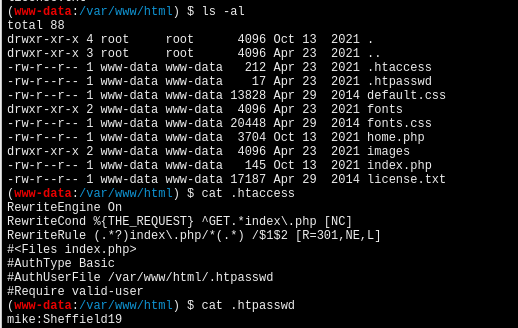 (www-data:/var/www/html) $ ls -al
total 88
drwxr-xr-x 4 root     root      4096 Oct 13  2021 .
drwxr-xr-x 3 root     root      4096 Apr 23  2021 ..
-rw-r--r-- 1 www-data www-data   212 Apr 23  2021 .htaccess
-rw-r--r-- 1 www-data www-data    17 Apr 23  2021 .htpasswd
-rw-r--r-- 1 www-data www-data 13828 Apr 29  2014 default.css
drwxr-xr-x 2 www-data www-data  4096 Apr 23  2021 fonts
-rw-r--r-- 1 www-data www-data 20448 Apr 29  2014 fonts.css
-rw-r--r-- 1 www-data www-data  3704 Oct 13  2021 home.php
drwxr-xr-x 2 www-data www-data  4096 Apr 23  2021 images
-rw-r--r-- 1 www-data www-data   145 Oct 13  2021 index.php
-rw-r--r-- 1 www-data www-data 17187 Apr 29  2014 license.txt
(www-data:/var/www/html) $ cat .htaccess
RewriteEngine On
RewriteCond %{THE_REQUEST} ^GET.*index\.php [NC]
RewriteRule (.*?)index\.php/*(.*) /$1$2 [R=301,NE,L]
#<Files index.php>
#AuthType Basic
#AuthUserFile /var/www/html/.htpasswd
#Require valid-user
(www-data:/var/www/html) $ cat .htpasswd
mike:Sheffield19